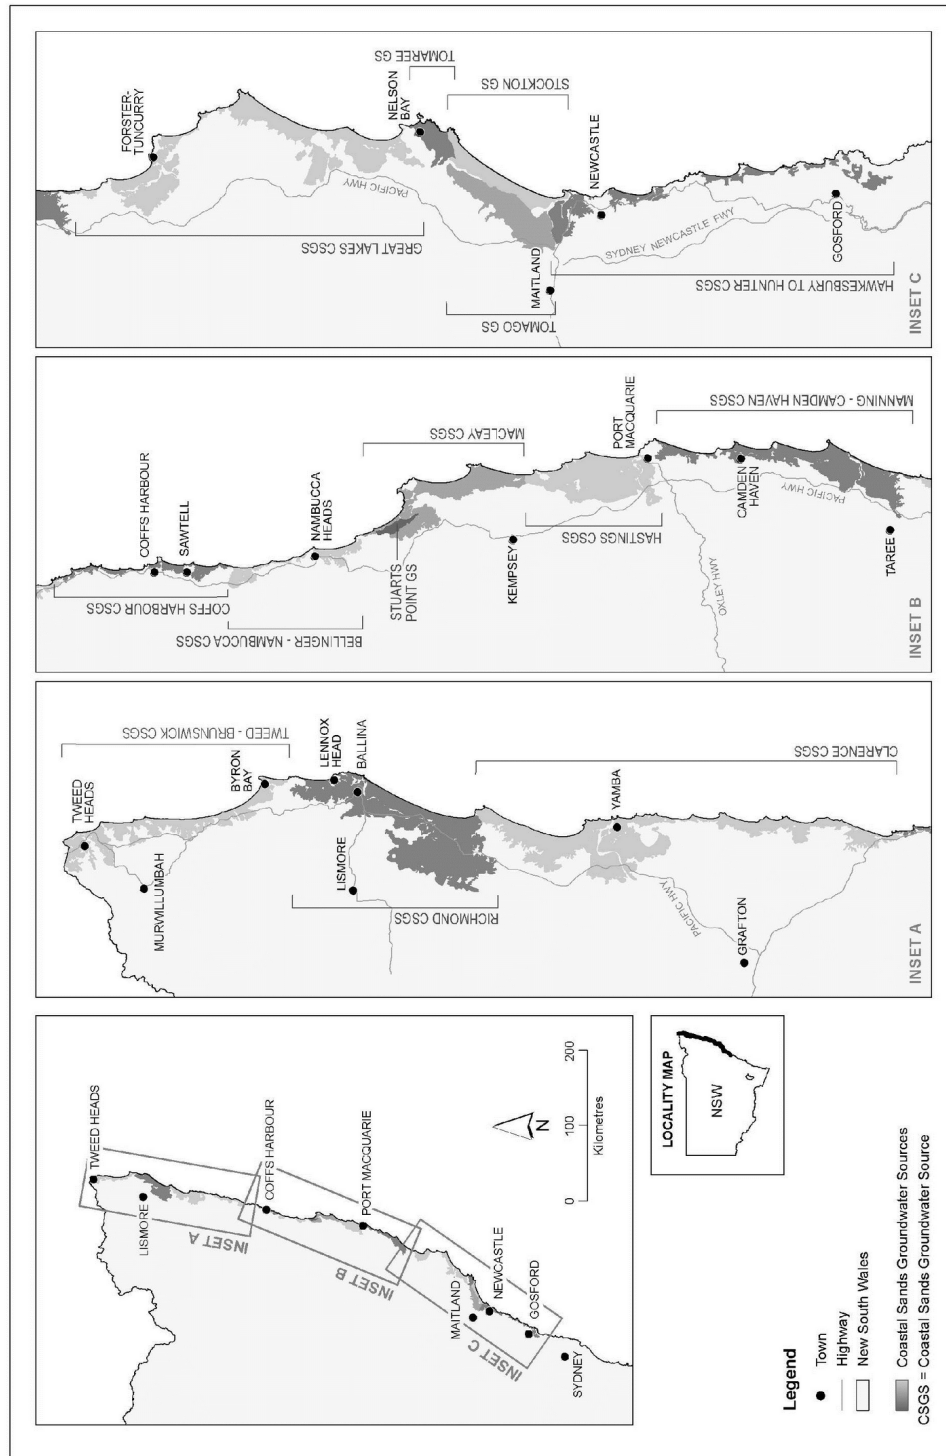 TWEED HEADS
LISMORE
INSET A
COFFS HARBOUR
PORT MACQUARIE
INSET B
MAITLAND
NEWCASTLE
INSET C
GOSFORD
SYDNEY
N
0 100 200
Kilometres
Legend
Town
Highway
New South Wales
Coastal Sands Groundwater Sources
CSGS = Coastal Sands Groundwater Source
LOCALITY MAP
NSW
TWEED
HEADS
MURWILLUMBAH
TWEED - BRUNSWICK CSGS
BYRON
BAY
LENNOX
HEAD
BALLINA
LISMORE
RICHMOND CSGS
CLARENCE CSGS
YAMBA
PACIFIC HWY
GRAFTON
INSET A
COFFS HARBOUR
SAWTELL
COFFS HARBOUR CSGS
NAMBUCCA
HEADS
BELLINGER - NAMBUCCA CSGS
STUARTS
POINT GS
MACLEAY CSGS
KEMPSEY
HASTINGS CSGS
PORT
MACQUARIE
OXLEY HWY
CAMDEN
HAVEN
PACIFIC HWY
MANNING - CAMDEN HAVEN CSGS
TAREE
INSET B
FORSTER-
TUNCURRY
GREAT LAKES CSGS
PACIFIC HWY
NELSON
BAY
TOMAREE GS
STOCKTON GS
TOMAGO GS
MAITLAND
NEWCASTLE
SYDNEY NEWCASTLE FWY
HAWKESBURY TO HUNTER CSGS
GOSFORD
INSET C